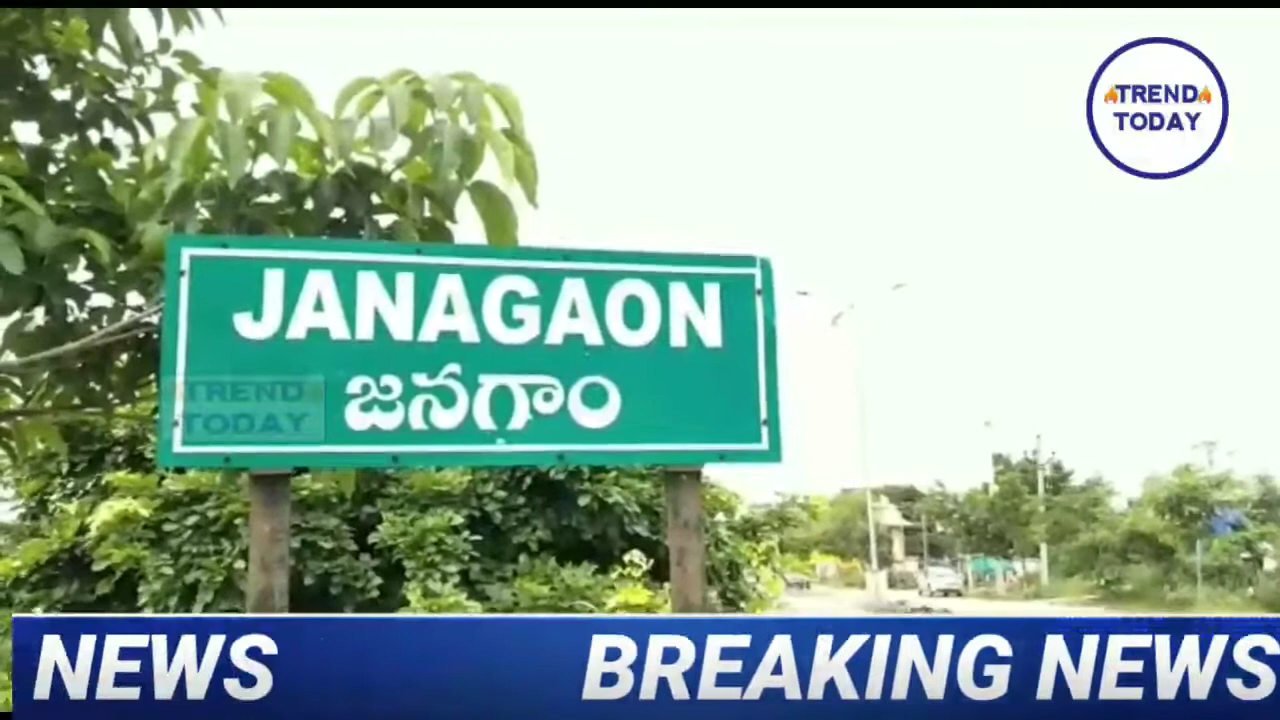 TREND
TODAY
JANAGAON
జనగాం
TREND
TODAY
NEWS BREAKING NEWS